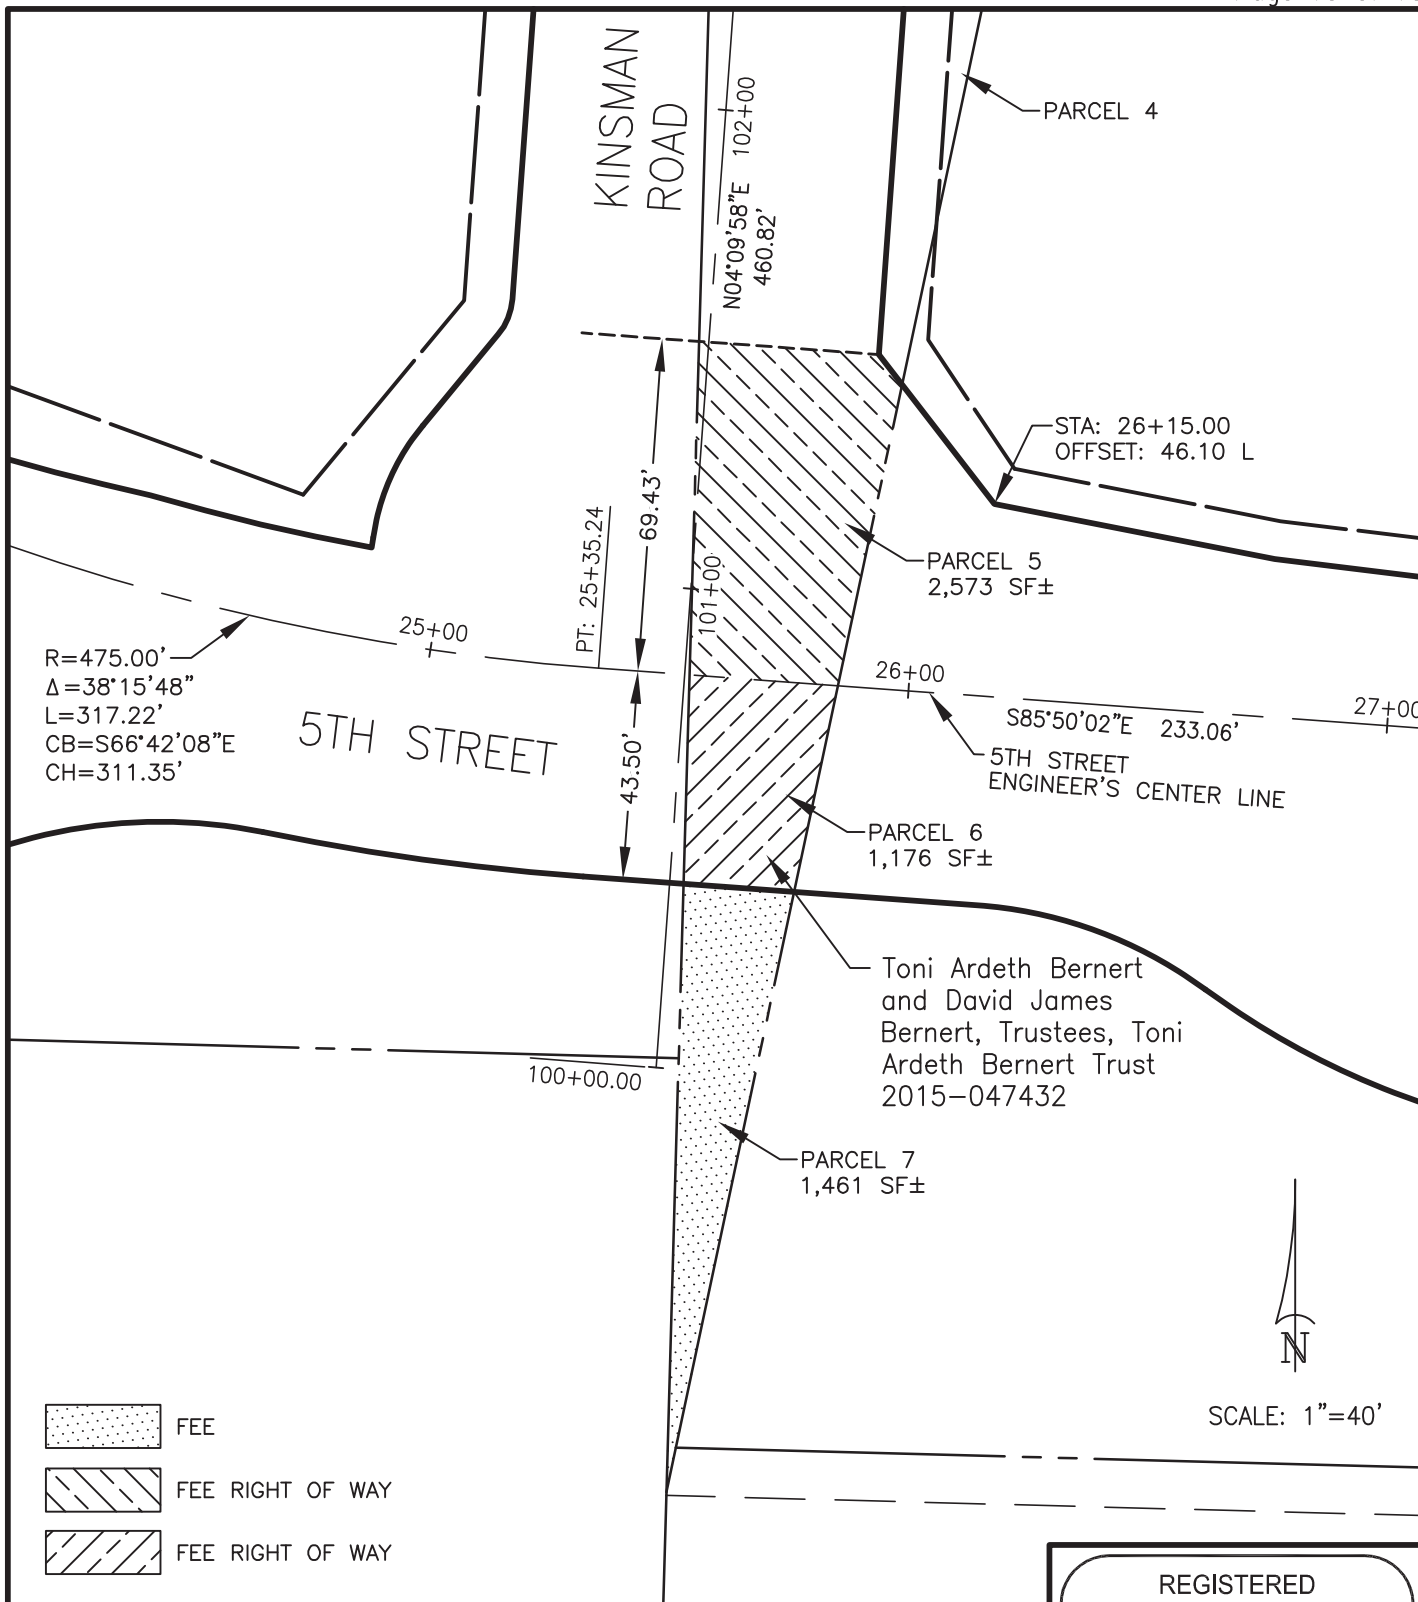 KINSMAN
ROAD
102+00
N04°09'58"E
460.82'
PARCEL 4
STA: 26+15.00
OFFSET: 46.10 L
69.43'
PT: 25+35.24
101+00
PARCEL 5
2,573 SF±
25+00
26+00
27+00
R=475.00'
Δ=38°15'48"
L=317.22'
CB=S66°42'08"E
CH=311.35'
5TH STREET
S85°50'02"E 233.06'
5TH STREET
ENGINEER'S CENTER LINE
43.50'
PARCEL 6
1,176 SF±
Toni Ardeth Bernert
and David James
Bernert, Trustees, Toni
Ardeth Bernert Trust
2015-047432
100+00.00
PARCEL 7
1,461 SF±
N
SCALE: 1"=40'
FEE
FEE RIGHT OF WAY
FEE RIGHT OF WAY
REGISTERED